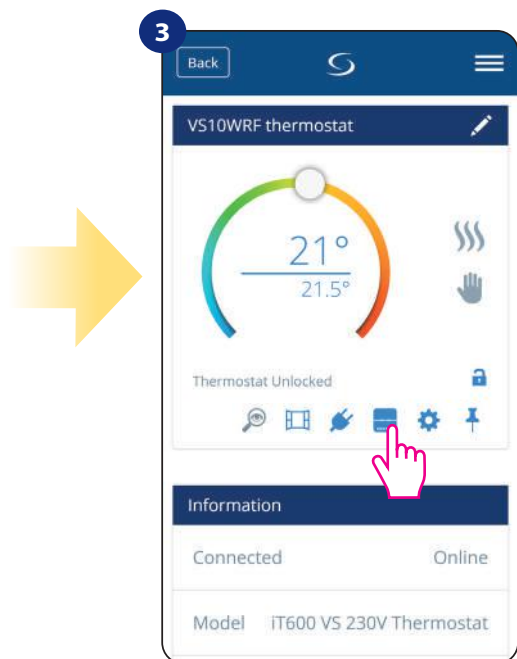 3
Back
VS10WRF thermostat
21°
21.5°
Thermostat Unlocked
Information
Connected Online
Model iT600 VS 230V Thermostat